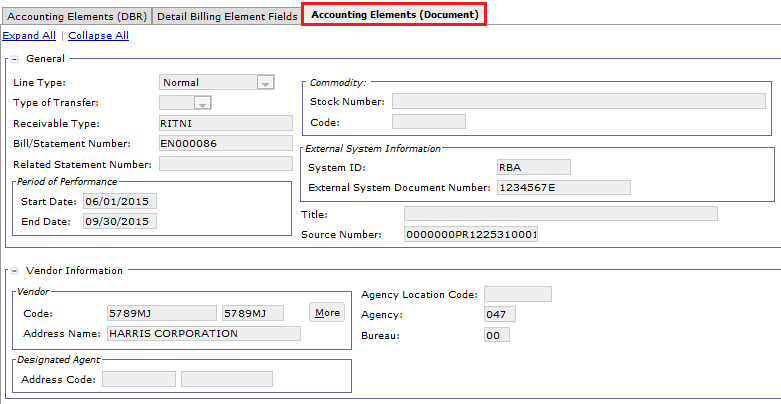 Accounting Elements (DBR) Detail Billing Element Fields Accounting Elements (Document)
Expand All | Collapse All
General
Line Type: Normal
Type of Transfer:
Receivable Type: RITNI
Bill/Statement Number: EN000086
Related Statement Number:
Period of Performance
Start Date: 06/01/2015
End Date: 09/30/2015
Commodity:
Stock Number:
Code:
External System Information
System ID: RBA
External System Document Number: 1234567E
Title:
Source Number: 0000000PR1225310001
Vendor Information
Vendor
Code: 5789MJ 5789MJ More
Address Name: HARRIS CORPORATION
Designated Agent
Address Code:
Agency Location Code:
Agency: 047
Bureau: 00